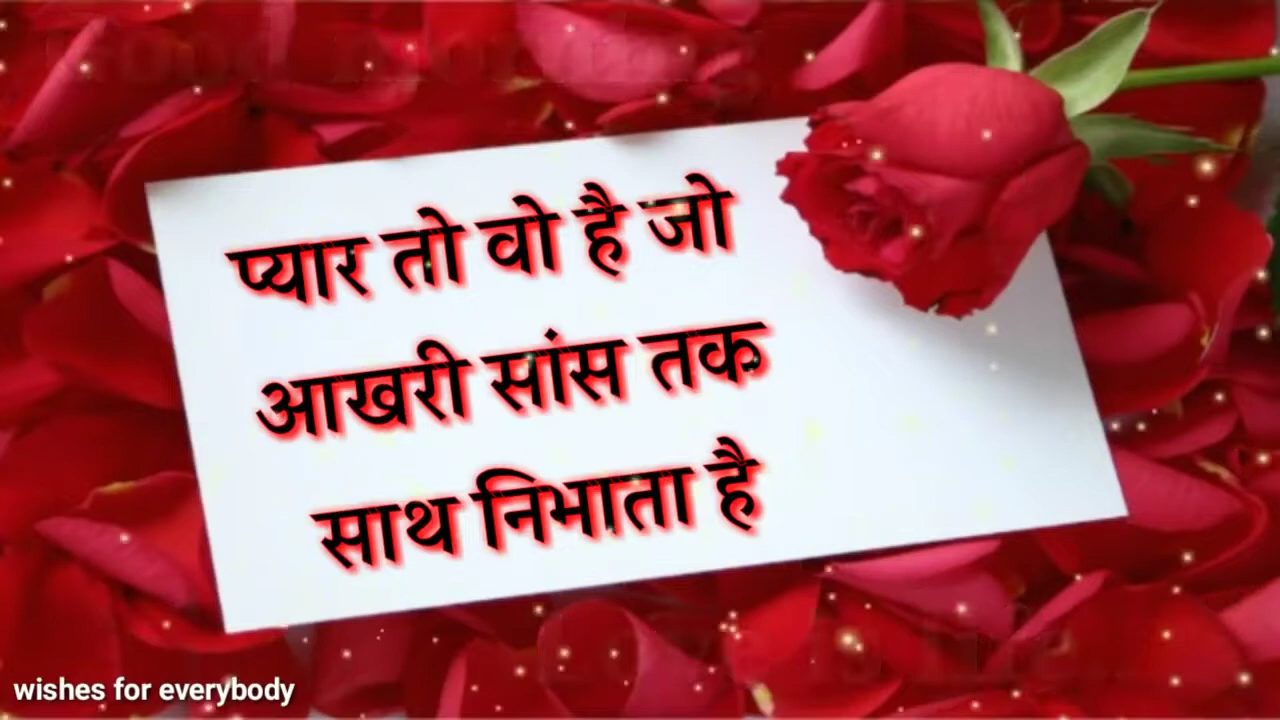 प्यार तो वो है जो
आखरी सांस तक
साथ निभाता है
wishes for everybody